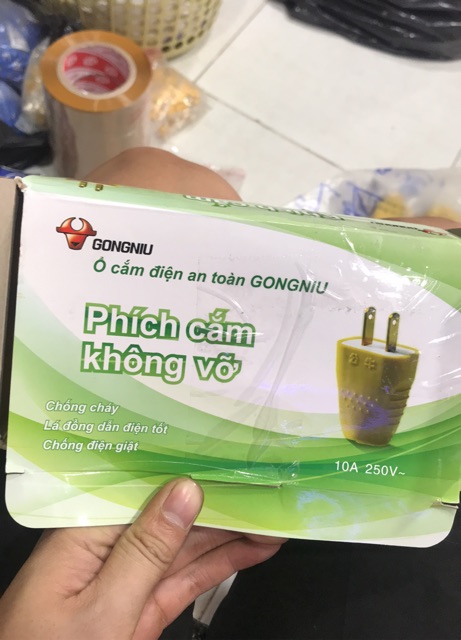 GONGNIU
Ổ cắm điện an toàn GONGNIU
Phích cắm
không vỡ
Chống cháy
Lá đồng dẫn điện tốt
Chống điện giật
10A 250V~